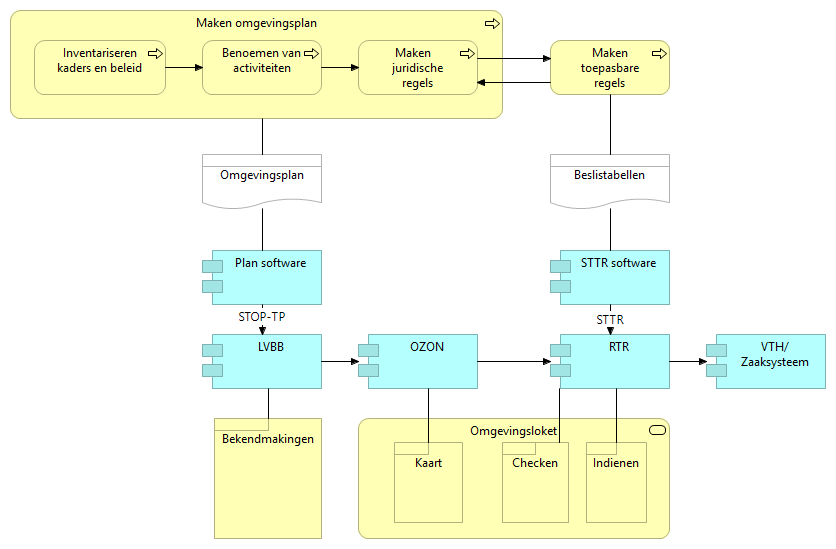 Maken omgevingsplan
Inventariseren
kaders en beleid
Benoemen van
activiteiten
Maken
juridische
regels
Maken
toepasbare
regels
Omgevingsplan
Beslistabellen
Plan software
STTR software
STOP-TP
STTR
LVBB
OZON
RTR
VTH/
Zaaksysteem
Bekendmakingen
Omgevingsloket
Kaart
Checken
Indienen